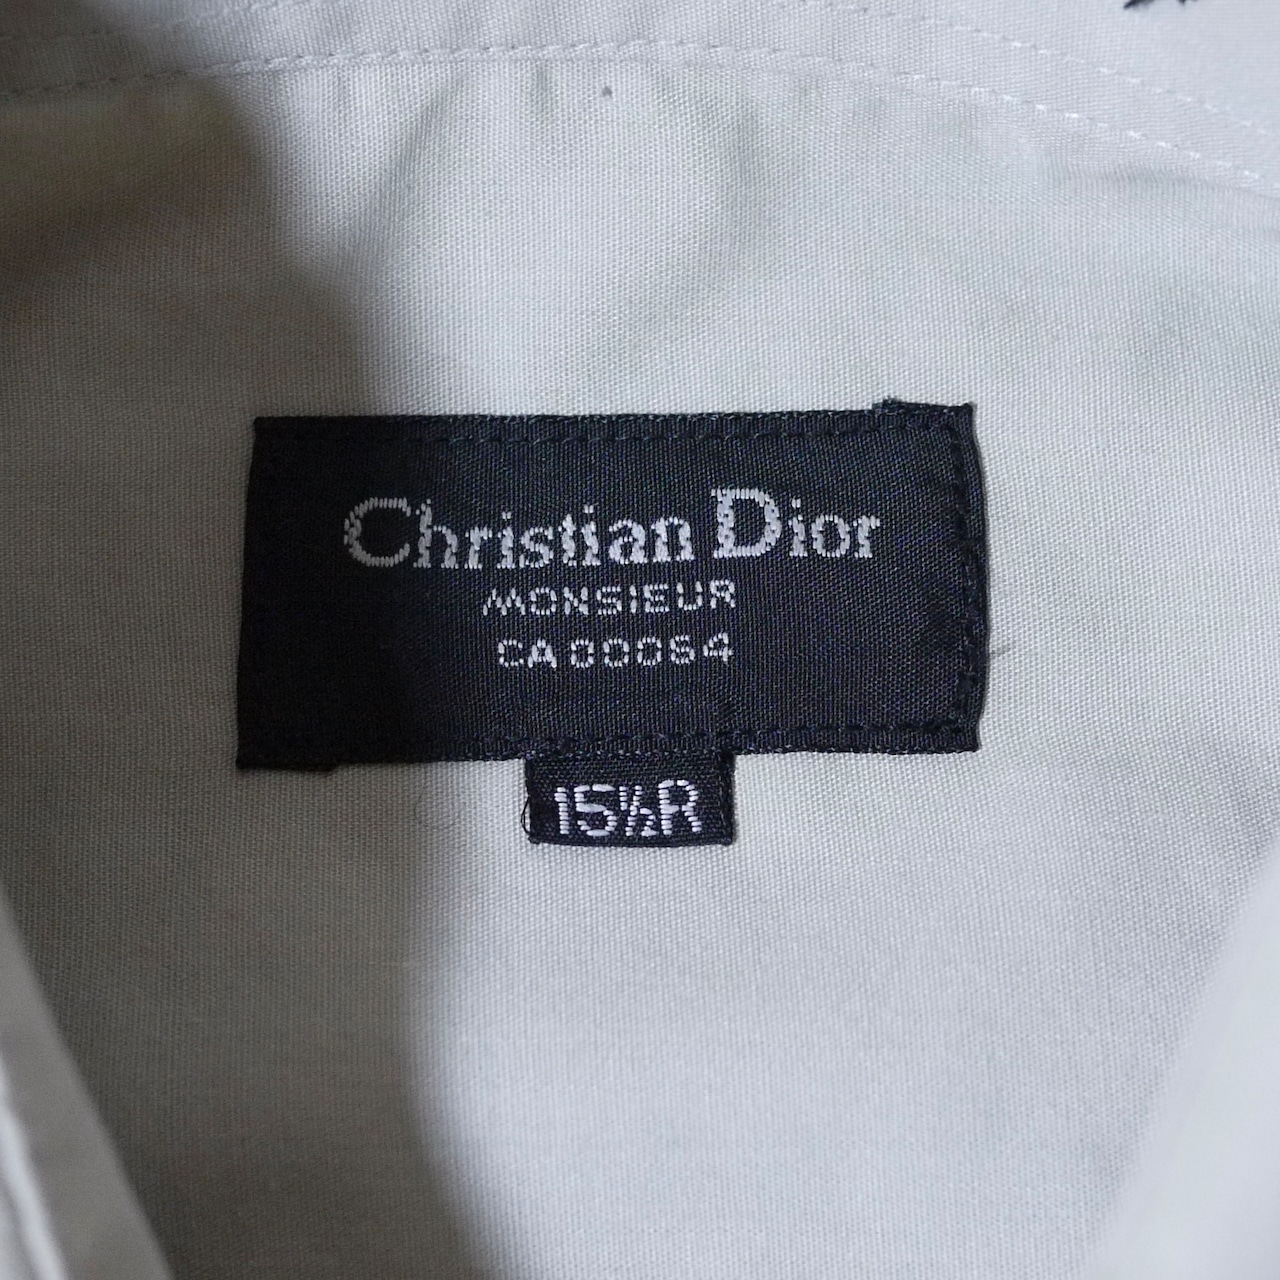 Christian Dior
MONSIEUR
CA00064
15½R